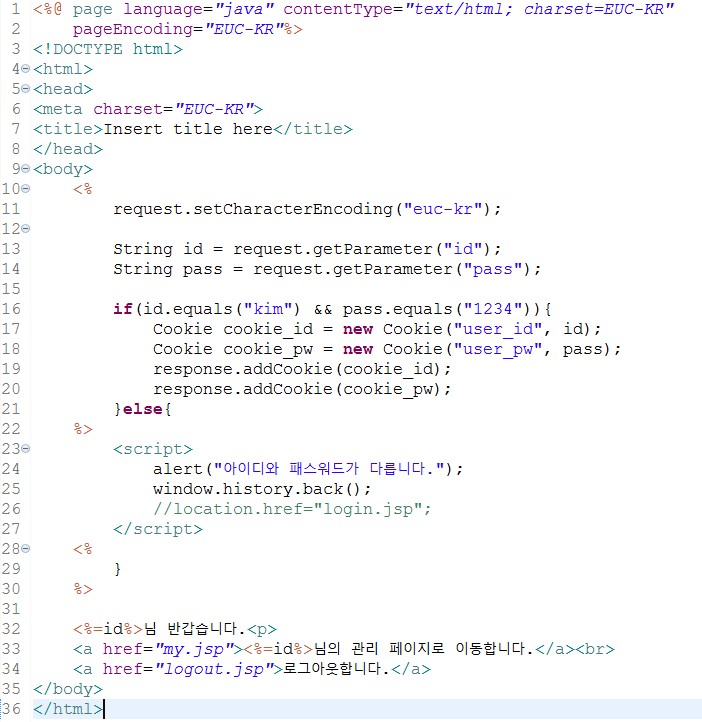 1 <%@ page language="java" contentType="text/html; charset=EUC-KR"
2     pageEncoding="EUC-KR"%>
3 <!DOCTYPE html>
4 <html>
5 <head>
6 <meta charset="EUC-KR">
7 <title>Insert title here</title>
8 </head>
9 <body>
10     <%
11         request.setCharacterEncoding("euc-kr");
12
13         String id = request.getParameter("id");
14         String pass = request.getParameter("pass");
15
16         if(id.equals("kim") && pass.equals("1234")){
17             Cookie cookie_id = new Cookie("user_id", id);
18             Cookie cookie_pw = new Cookie("user_pw", pass);
19             response.addCookie(cookie_id);
20             response.addCookie(cookie_pw);
21         }else{
22     %>
23         <script>
24             alert("아이디와 패스워드가 다릅니다.");
25             window.history.back();
26             //location.href="login.jsp";
27         </script>
28     <%
29         }
30     %>
31
32     <%=id%>님 반갑습니다.<p>
33     <a href="my.jsp"><%=id%>님의 관리 페이지로 이동합니다.</a><br>
34     <a href="logout.jsp">로그아웃합니다.</a>
35 </body>
36 </html>